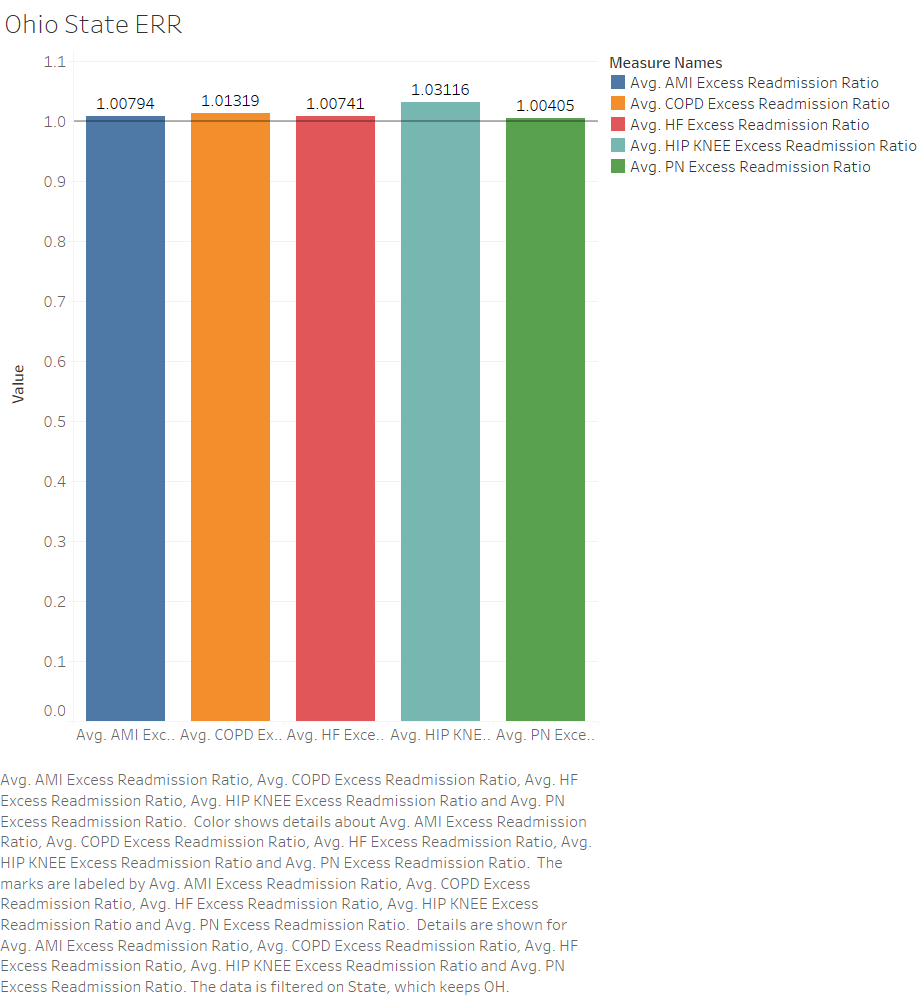 Ohio State ERR
1.1
1.0
0.9
0.8
0.7
0.6
0.5
0.4
0.3
0.2
0.1
0.0
Value
1.00794
1.01319
1.00741
1.03116
1.00405
Avg. AMI Exc..
Avg. COPD Ex..
Avg. HF Exce..
Avg. HIP KNE..
Avg. PN Exce..
Measure Names
Avg. AMI Excess Readmission Ratio
Avg. COPD Excess Readmission Ratio
Avg. HF Excess Readmission Ratio
Avg. HIP KNEE Excess Readmission Ratio
Avg. PN Excess Readmission Ratio
Avg. AMI Excess Readmission Ratio, Avg. COPD Excess Readmission Ratio, Avg. HF
Excess Readmission Ratio, Avg. HIP KNEE Excess Readmission Ratio and Avg. PN
Excess Readmission Ratio.  Color shows details about Avg. AMI Excess Readmission
Ratio, Avg. COPD Excess Readmission Ratio, Avg. HF Excess Readmission Ratio, Avg.
HIP KNEE Excess Readmission Ratio and Avg. PN Excess Readmission Ratio.  The
marks are labeled by Avg. AMI Excess Readmission Ratio, Avg. COPD Excess
Readmission Ratio, Avg. HF Excess Readmission Ratio, Avg. HIP KNEE Excess
Readmission Ratio and Avg. PN Excess Readmission Ratio.  Details are shown for
Avg. AMI Excess Readmission Ratio, Avg. COPD Excess Readmission Ratio, Avg. HF
Excess Readmission Ratio, Avg. HIP KNEE Excess Readmission Ratio and Avg. PN
Excess Readmission Ratio. The data is filtered on State, which keeps OH.